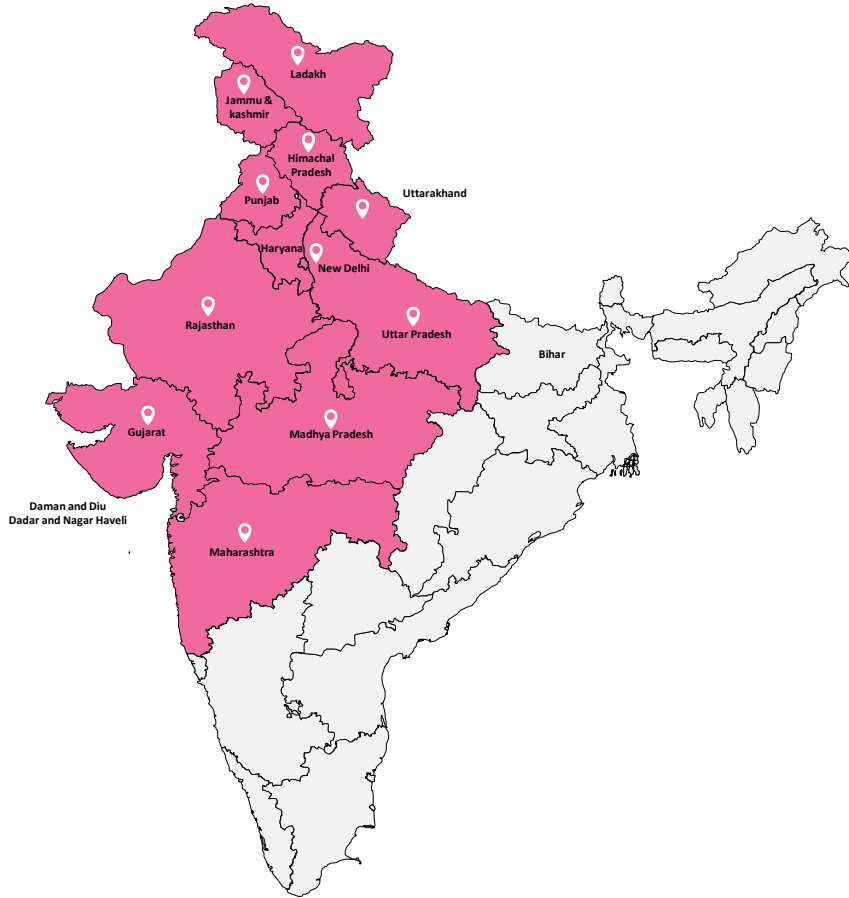 Ladakh
Jammu &
kashmir
Himachal
Pradesh
Punjab
Uttarakhand
Haryana
New Delhi
Rajasthan
Uttar Pradesh
Bihar
Gujarat
Madhya Pradesh
Daman and Diu
Dadar and Nagar Haveli
Maharashtra